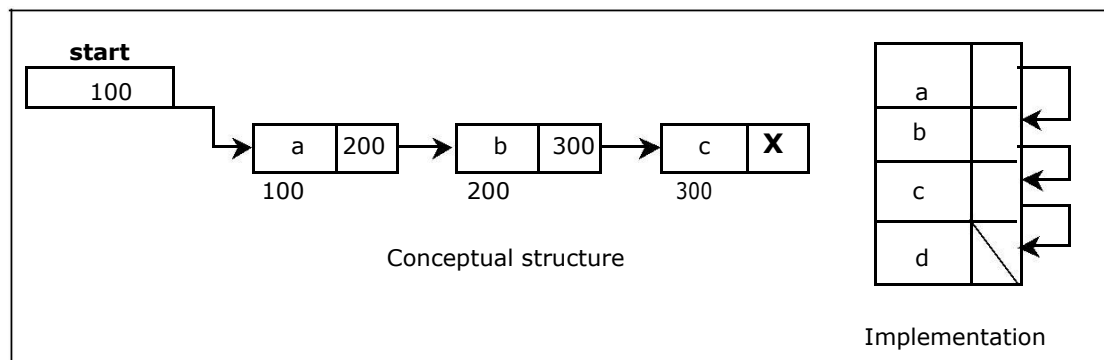 start
100
a 200 b 300 c X
100 200 300
Conceptual structure
a
b
c
d
Implementation